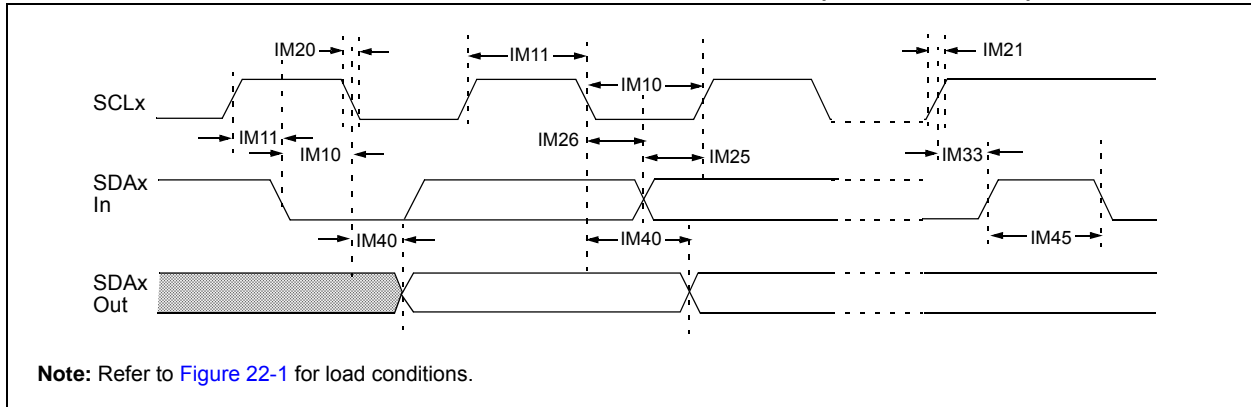 IM20
IM11
IM10
IM21
SCLx
IM11
IM10
IM26
IM25
IM33
SDAx
In
IM40
IM40
IM45
SDAx
Out
Note: Refer to Figure 22-1 for load conditions.